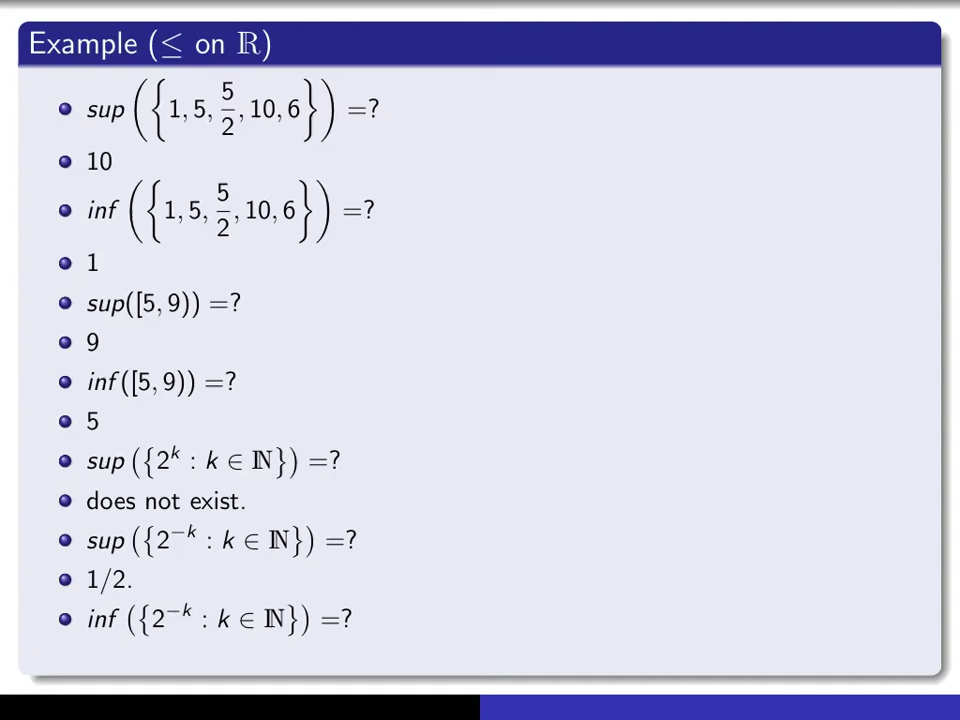 Example (≤ on ℝ)
sup({1, 5, 5/2, 10, 6}) =?
10
inf({1, 5, 5/2, 10, 6}) =?
1
sup([5, 9)) =?
9
inf([5, 9)) =?
5
sup({2^k : k ∈ ℕ}) =?
does not exist.
sup({2^−k : k ∈ ℕ}) =?
1/2.
inf({2^−k : k ∈ ℕ}) =?